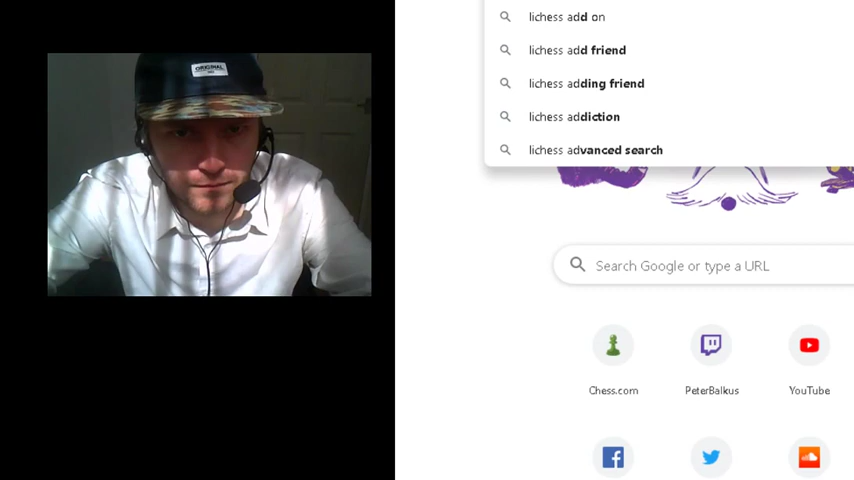 ORIGINAL
lichess add on
lichess add friend
lichess adding friend
lichess addiction
lichess advanced search
Search Google or type a URL
Chess.com
PeterBalkus
YouTube